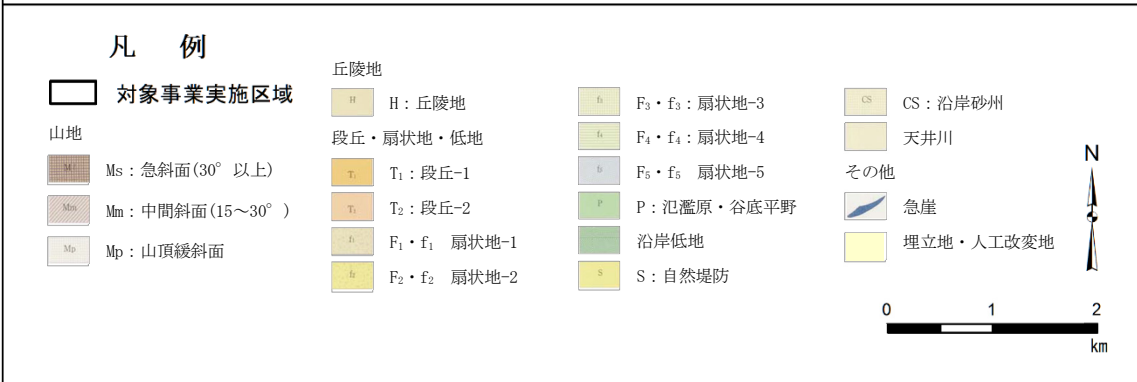 凡 例
対象事業実施区域
山地
Ms：急斜面(30°以上)
Mm：中間斜面(15～30°)
Mp：山頂緩斜面
丘陵地
H H：丘陵地
段丘・扇状地・低地
T₁：段丘-1
T₂：段丘-2
F₁・f₁ 扇状地-1
F₂・f₂ 扇状地-2
F₃・f₃：扇状地-3
F₄・f₄：扇状地-4
F₅・f₅ 扇状地-5
P P：氾濫原・谷底平野
沿岸低地
S S：自然堤防
CS CS：沿岸砂州
天井川
その他
急崖
埋立地・人工改変地
N
0 1 2
km